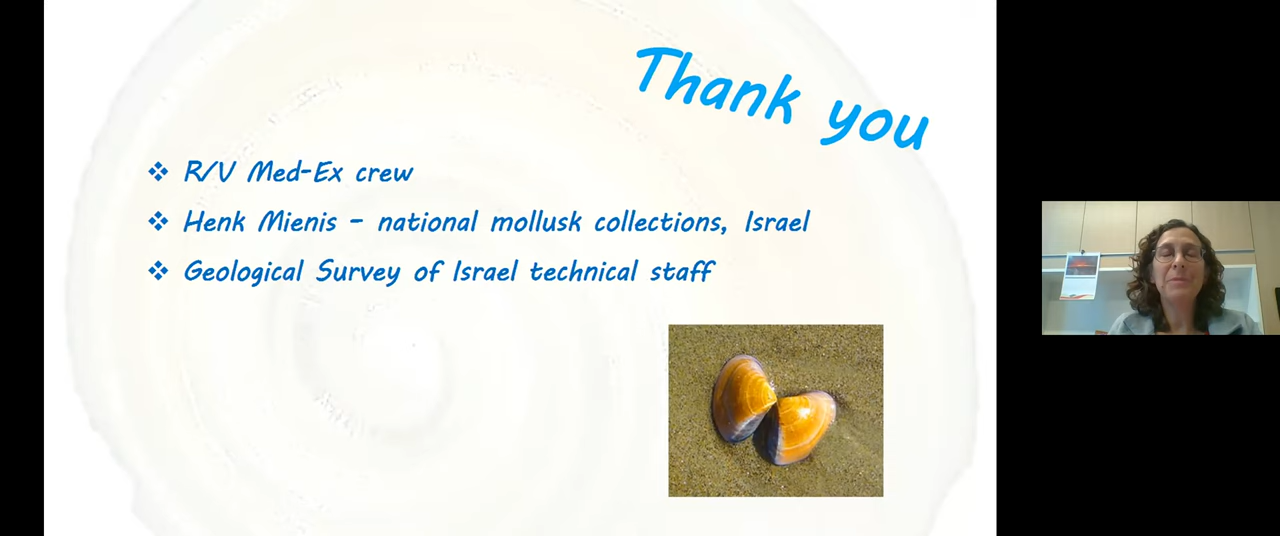 Thank you
❖ R/V Med-Ex crew
❖ Henk Mienis – national mollusk collections, Israel
❖ Geological Survey of Israel technical staff